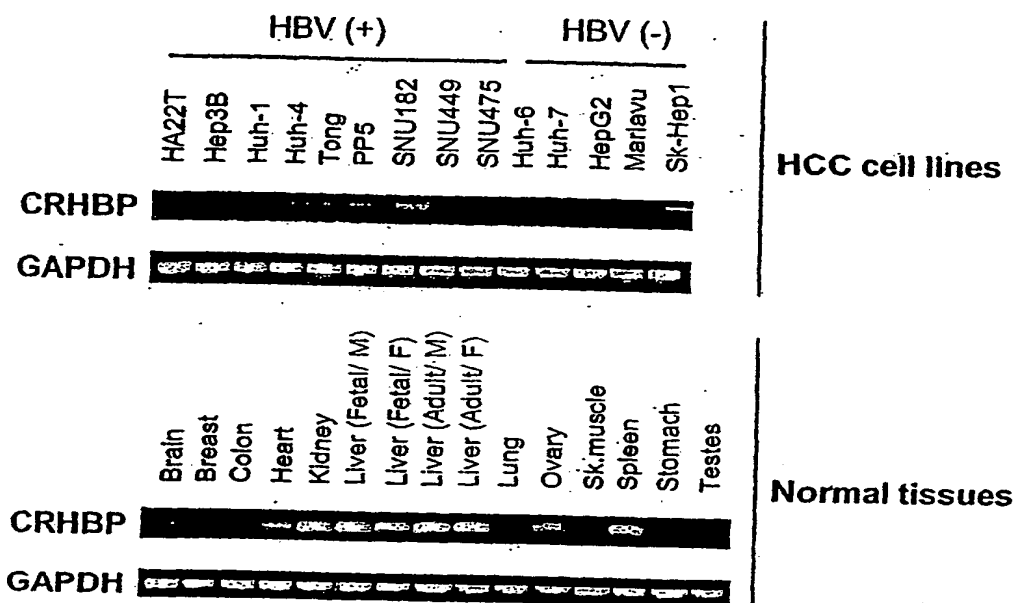 HBV (+) HBV (-)
HA22T Hep3B Huh-1 Huh-4 Tong PP5 SNU182 SNU449 SNU475 Huh-6 Huh-7 HepG2 Marlavu Sk-Hep1
HCC cell lines
CRHBP
GAPDH
Brain Breast Colon Heart Kidney Liver (Fetal/ M) Liver (Fetal/ F) Liver (Adult/ M) Liver (Adult/ F) Lung Ovary Sk.muscle Spleen Stomach Testes
Normal tissues
CRHBP
GAPDH